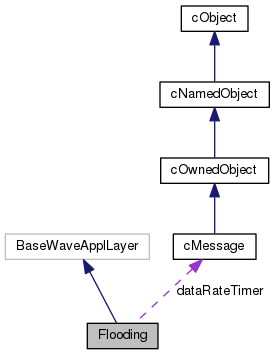 cObject
cNamedObject
cOwnedObject
BaseWaveApplLayer
cMessage
dataRateTimer
Flooding